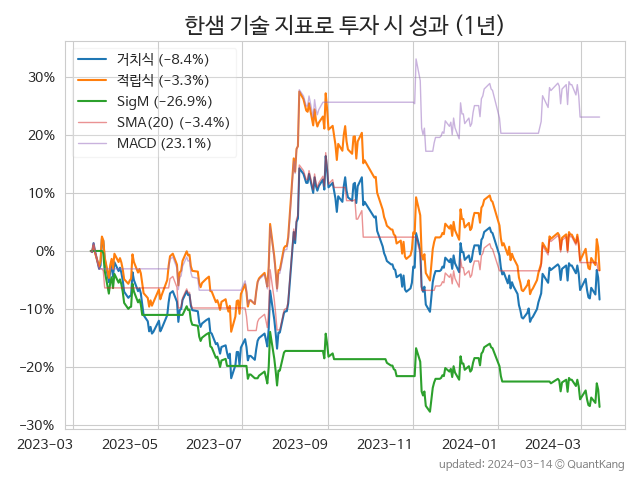 한샘 기술 지표로 투자 시 성과 (1년)
거치식 (−8.4%)
적립식 (−3.3%)
SigM (−26.9%)
SMA(20) (−3.4%)
MACD (23.1%)
30%
20%
10%
0%
−10%
−20%
−30%
2023-03 2023-05 2023-07 2023-09 2023-11 2024-01 2024-03
updated: 2024-03-14 © QuantKang